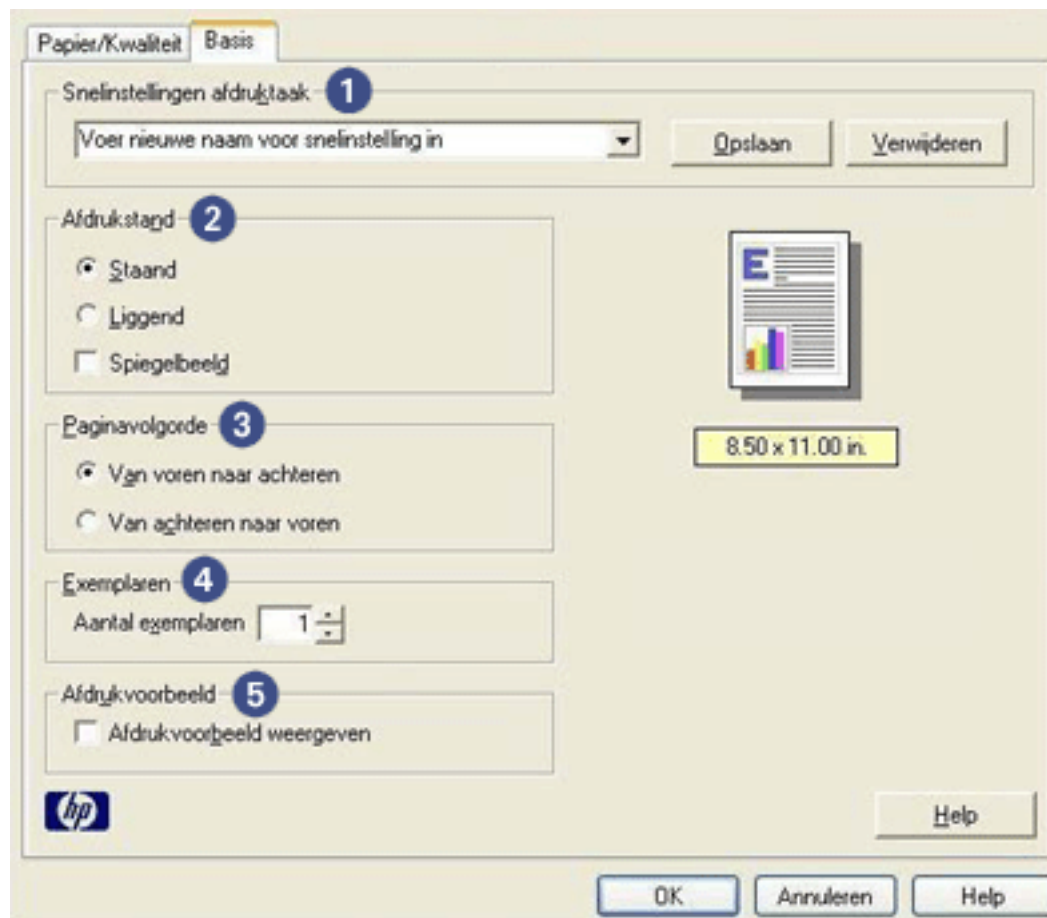 Papier/Kwaliteit Basis
Snelinstellingen afdruktaak 1
Voer nieuwe naam voor snelinstelling in Opslaan Verwijderen
Afdrukstand 2
Staand
Liggend
Spiegelbeeld
E
Paginavolgorde 3
8.50 x 11.00 in.
Van voren naar achteren
Van achteren naar voren
Exemplaren 4
Aantal exemplaren 1
Afdrukvoorbeeld 5
Afdrukvoorbeeld weergeven
hp Help
OK Annuleren Help